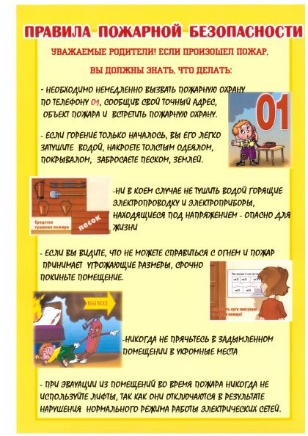 ПРАВИЛА ПОЖАРНОЙ БЕЗОПАСНОСТИ
УВАЖАЕМЫЕ РОДИТЕЛИ! ЕСЛИ ПРОИЗОШЕЛ ПОЖАР,
ВЫ ДОЛЖНЫ ЗНАТЬ, ЧТО ДЕЛАТЬ:
- НЕОБХОДИМО НЕМЕДЛЕННО ВЫЗВАТЬ ПОЖАРНУЮ ОХРАНУ
ПО ТЕЛЕФОНУ 01, СООБЩИВ СВОЙ ТОЧНЫЙ АДРЕС,
ОБЪЕКТ ПОЖАРА И ВСТРЕТИТЬ ПОЖАРНУЮ ОХРАНУ.
01
- ЕСЛИ ГОРЕНИЕ ТОЛЬКО НАЧАЛОСЬ, ВЫ ЕГО ЛЕГКО
ЗАТУШИТЕ ВОДОЙ, НАКРОЕТЕ ТОЛСТЫМ ОДЕЯЛОМ,
ПОКРЫВАЛОМ, ЗАБРОСАЕТЕ ПЕСКОМ, ЗЕМЛЕЙ.
-НИ В КОЕМ СЛУЧАЕ НЕ ТУШИТЬ ВОДОЙ ГОРЯЩИЕ
ЭЛЕКТРОПРОВОДКУ И ЭЛЕКТРОПРИБОРЫ,
НАХОДЯЩИЕСЯ ПОД НАПРЯЖЕНИЕМ - ОПАСНО ДЛЯ
ЖИЗНИ
Средства
тушения пожара
ПЕСОК
- ЕСЛИ ВЫ ВИДИТЕ, ЧТО НЕ МОЖЕТЕ СПРАВИТЬСЯ С ОГНЕМ И ПОЖАР
ПРИНИМАЕТ УГРОЖАЮЩИЕ РАЗМЕРЫ, СРОЧНО
ПОКИНЬТЕ ПОМЕЩЕНИЕ.
-НИКОГДА НЕ ПРЯЧЬТЕСЬ В ЗАДЫМЛЕННОМ
ПОМЕЩЕНИИ В УКРОМНЫЕ МЕСТА
- ПРИ ЭВАУАЦИИ ИЗ ПОМЕЩЕНИЙ ВО ВРЕМЯ ПОЖАРА НИКОГДА НЕ
ИСПОЛЬЗУЙТЕ ЛИФТЫ, ТАК КАК ОНИ ОТКЛЮЧАЮТСЯ В РЕЗУЛЬТАТЕ
НАРУШЕНИЯ НОРМАЛЬНОГО РЕЖИМА РАБОТЫ ЭЛЕКТРИЧЕСКИХ СЕТЕЙ.